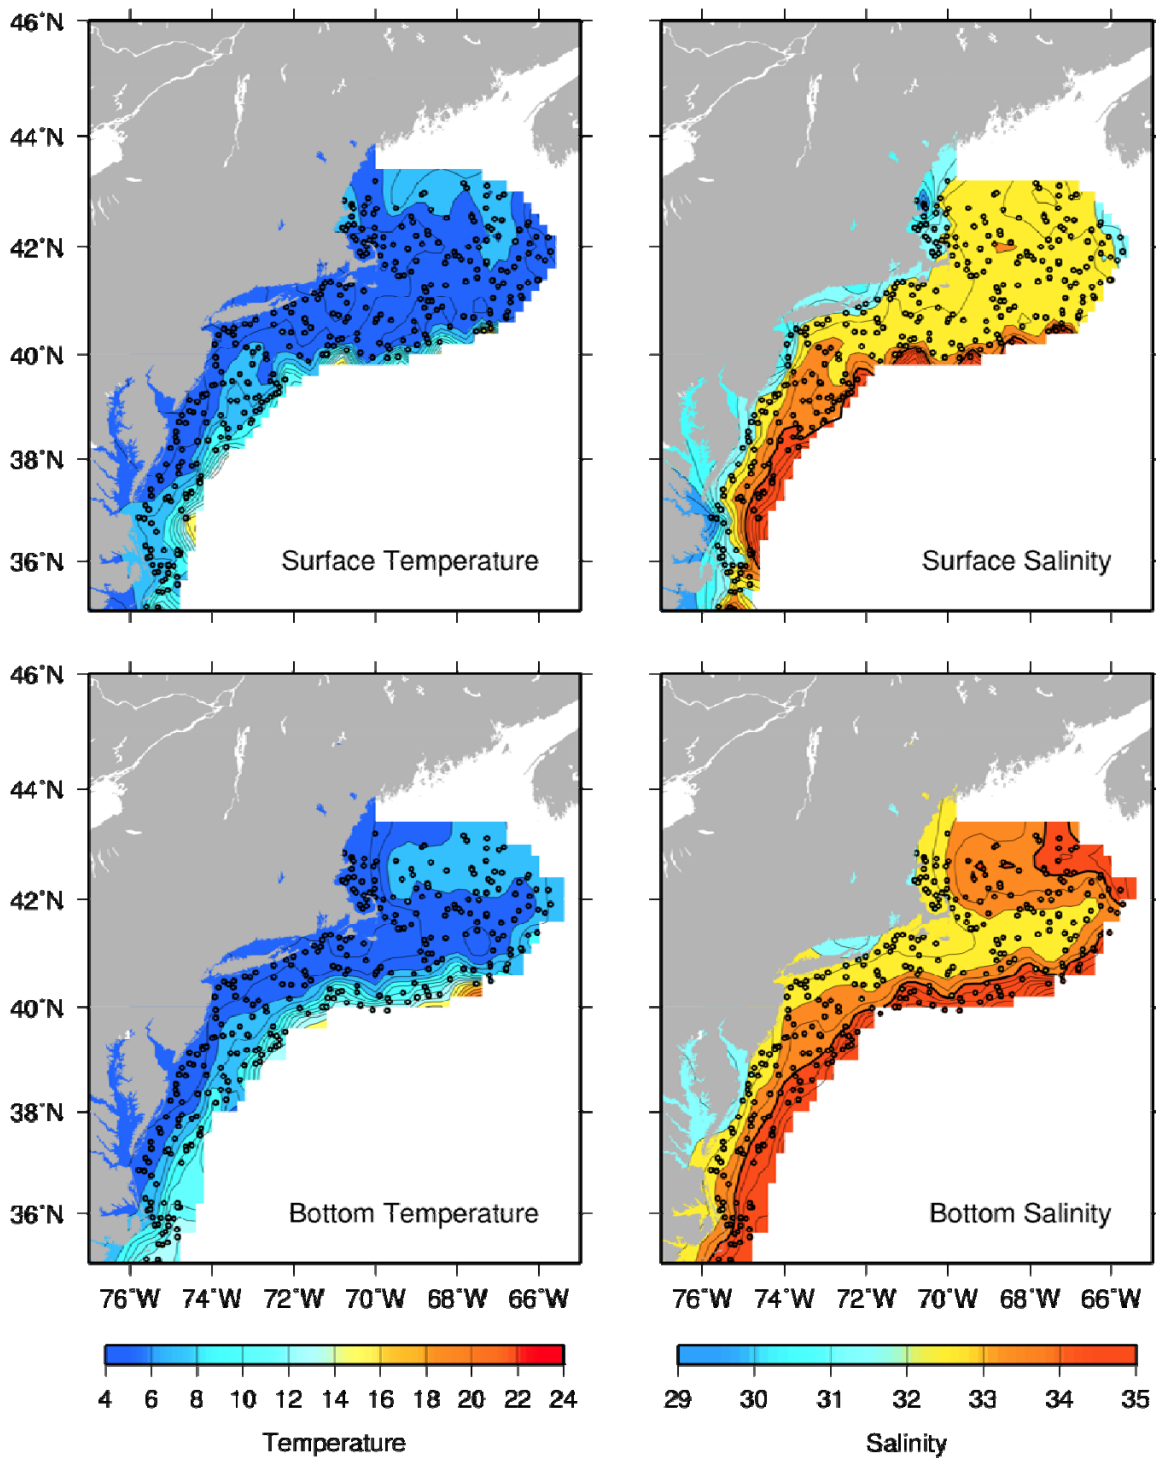 46°N
44°N
42°N
40°N
38°N
36°N
Surface Temperature
Surface Salinity
46°N
44°N
42°N
40°N
38°N
36°N
Bottom Temperature
Bottom Salinity
76°W 74°W 72°W 70°W 68°W 66°W
76°W 74°W 72°W 70°W 68°W 66°W
4 6 8 10 12 14 16 18 20 22 24
29 30 31 32 33 34 35
Temperature
Salinity